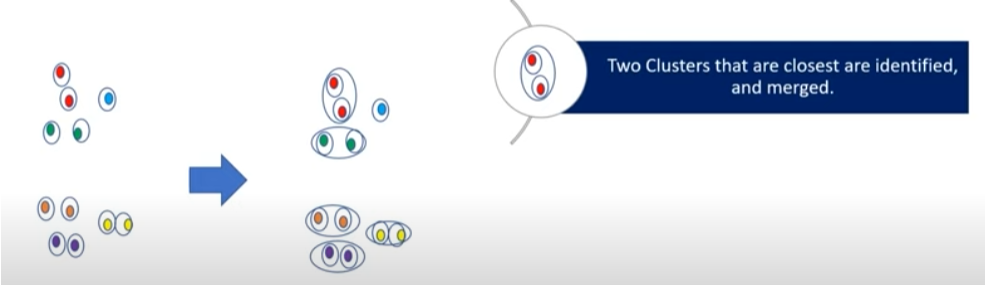 Two Clusters that are closest are identified,
and merged.